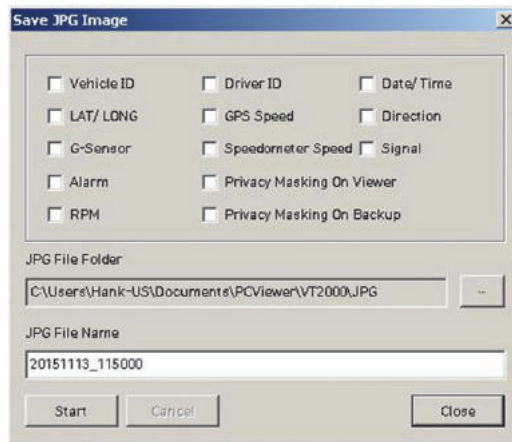 Save JPG Image
Vehicle ID Driver ID Date/ Time
LAT/ LONG GPS Speed Direction
G-Sensor Speedometer Speed Signal
Alarm Privacy Masking On Viewer
RPM Privacy Masking On Backup
JPG File Folder
C:\Users\Hank-US\Documents\PCViewer\VT2000\JPG ...
JPG File Name
20151113_115000
Start Cancel Close